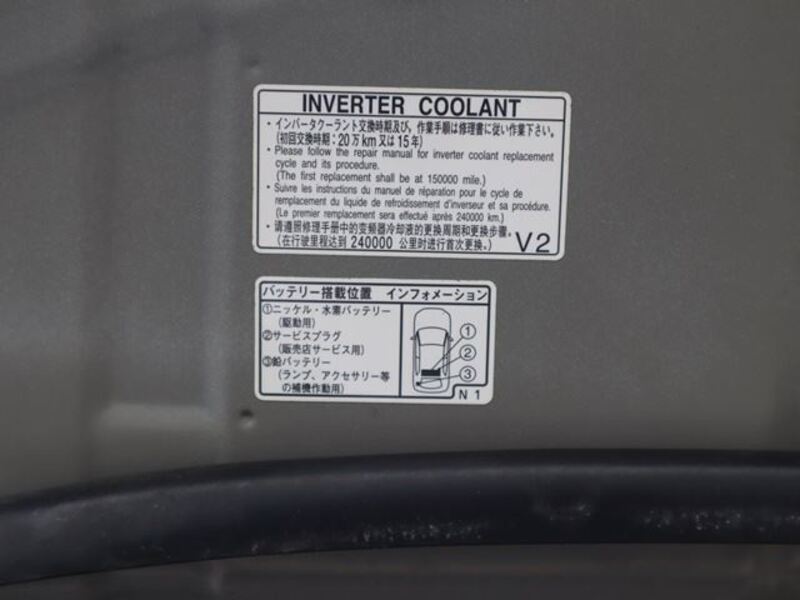 INVERTER COOLANT
・インバータクーラント交換時期及び，作業手順は修理書に従い作業下さい。
(初回交換時期：20万km又は15年)
・Please follow the repair manual for inverter coolant replacement
cycle and its procedure.
(The first replacement shall be at 150000 mile.)
・Suivre les instructions du manuel de réparation pour le cycle de
remplacement du liquide de refroidissement d'inverseur et sa procédure.
(Le premier remplacement sera effectué après 240000 km.)
・请遵照修理手册中的变频器冷却液的更换周期和更换步骤。
(在行驶里程达到 240000 公里时进行首次更换。)
V2
バッテリー搭載位置 インフォメーション
①ニッケル・水素バッテリー
(駆動用)
②サービスプラグ
(販売店サービス用)
③鉛バッテリー
(ランプ、アクセサリー等
の補機作動用)
①
②
③
N 1